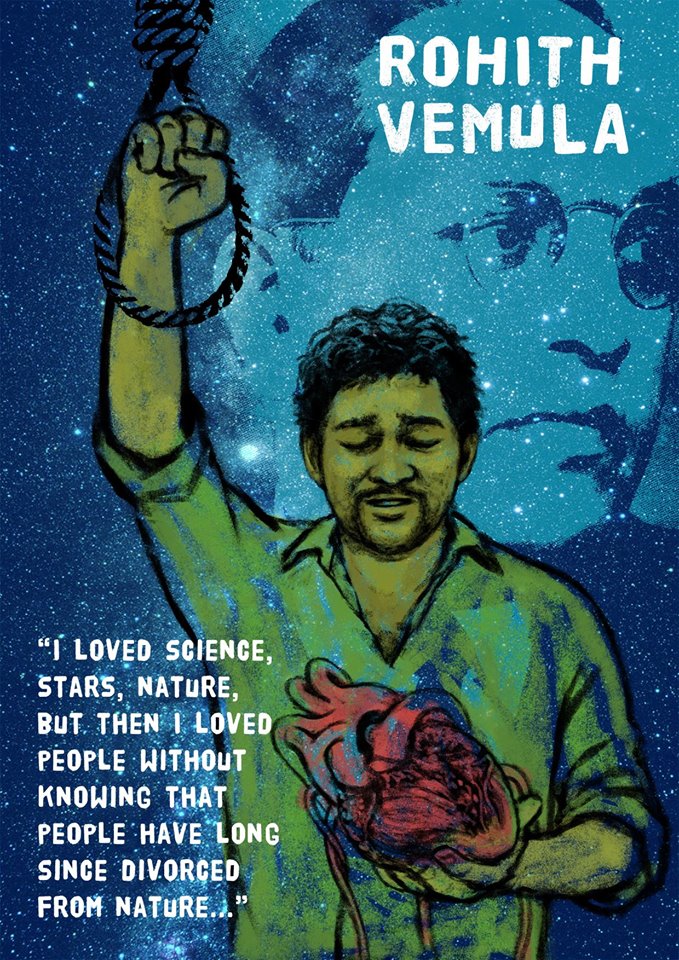 ROHITH
VEMULA
“I LOVED SCIENCE,
STARS, NATURE,
BUT THEN I LOVED
PEOPLE WITHOUT
KNOWING THAT
PEOPLE HAVE LONG
SINCE DIVORCED
FROM NATURE...”